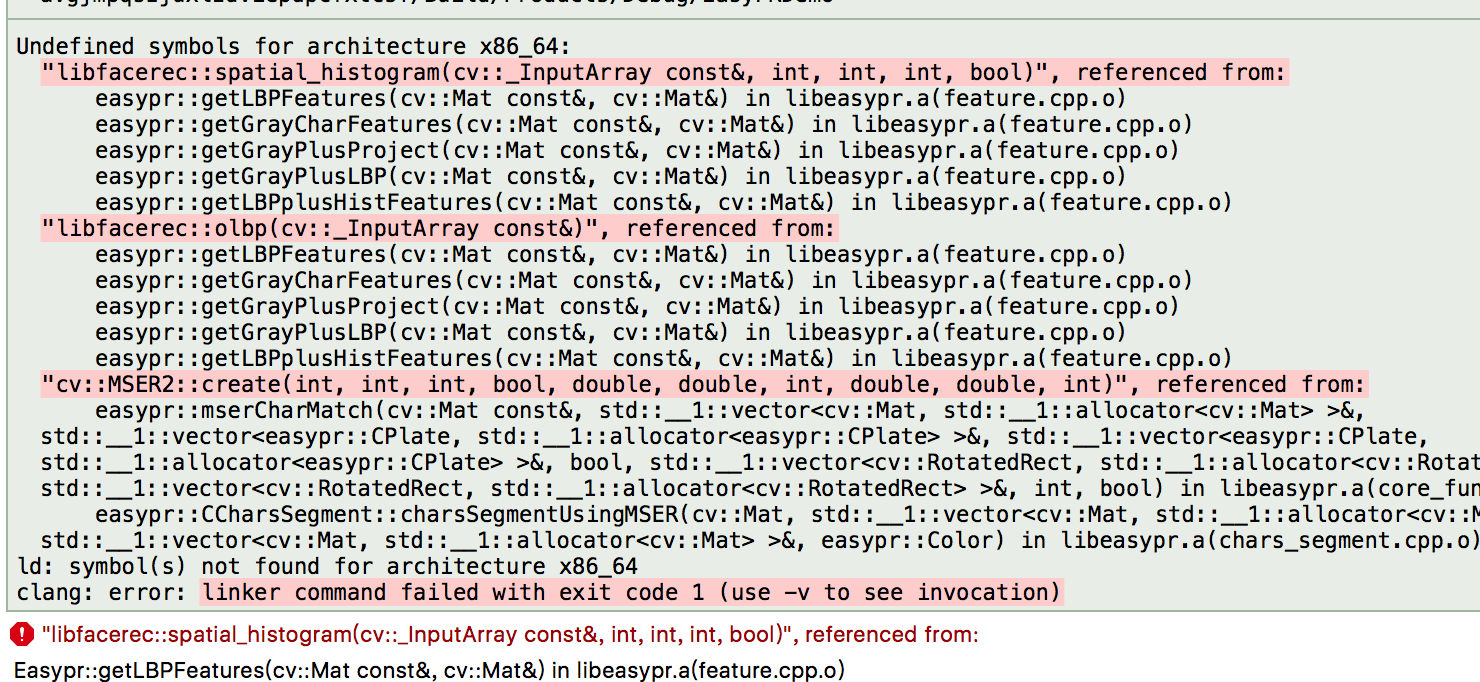 Undefined symbols for architecture x86_64:
"libfacerec::spatial_histogram(cv::_InputArray const&, int, int, int, bool)", referenced from:
easypr::getLBPFeatures(cv::Mat const&, cv::Mat&) in libeasypr.a(feature.cpp.o)
easypr::getGrayCharFeatures(cv::Mat const&, cv::Mat&) in libeasypr.a(feature.cpp.o)
easypr::getGrayPlusProject(cv::Mat const&, cv::Mat&) in libeasypr.a(feature.cpp.o)
easypr::getGrayPlusLBP(cv::Mat const&, cv::Mat&) in libeasypr.a(feature.cpp.o)
easypr::getLBPplusHistFeatures(cv::Mat const&, cv::Mat&) in libeasypr.a(feature.cpp.o)
"libfacerec::olbp(cv::_InputArray const&)", referenced from:
easypr::getLBPFeatures(cv::Mat const&, cv::Mat&) in libeasypr.a(feature.cpp.o)
easypr::getGrayCharFeatures(cv::Mat const&, cv::Mat&) in libeasypr.a(feature.cpp.o)
easypr::getGrayPlusProject(cv::Mat const&, cv::Mat&) in libeasypr.a(feature.cpp.o)
easypr::getGrayPlusLBP(cv::Mat const&, cv::Mat&) in libeasypr.a(feature.cpp.o)
easypr::getLBPplusHistFeatures(cv::Mat const&, cv::Mat&) in libeasypr.a(feature.cpp.o)
"cv::MSER2::create(int, int, int, bool, double, double, int, double, double, int)", referenced from:
easypr::mserCharMatch(cv::Mat const&, std::__1::vector<cv::Mat, std::__1::allocator<cv::Mat> >&,
std::__1::vector<easypr::CPlate, std::__1::allocator<easypr::CPlate> >&, std::__1::vector<easypr::CPlate,
std::__1::allocator<easypr::CPlate> >&, bool, std::__1::vector<cv::RotatedRect, std::__1::allocator<cv::Rotat
std::__1::vector<cv::RotatedRect, std::__1::allocator<cv::RotatedRect> >&, int, bool) in libeasypr.a(core_fun
easypr::CCharsSegment::charsSegmentUsingMSER(cv::Mat, std::__1::vector<cv::Mat, std::__1::allocator<cv::M
std::__1::vector<cv::Mat, std::__1::allocator<cv::Mat> >&, easypr::Color) in libeasypr.a(chars_segment.cpp.o)
ld: symbol(s) not found for architecture x86_64
clang: error: linker command failed with exit code 1 (use -v to see invocation)
"libfacerec::spatial_histogram(cv::_InputArray const&, int, int, int, bool)", referenced from:
Easypr::getLBPFeatures(cv::Mat const&, cv::Mat&) in libeasypr.a(feature.cpp.o)